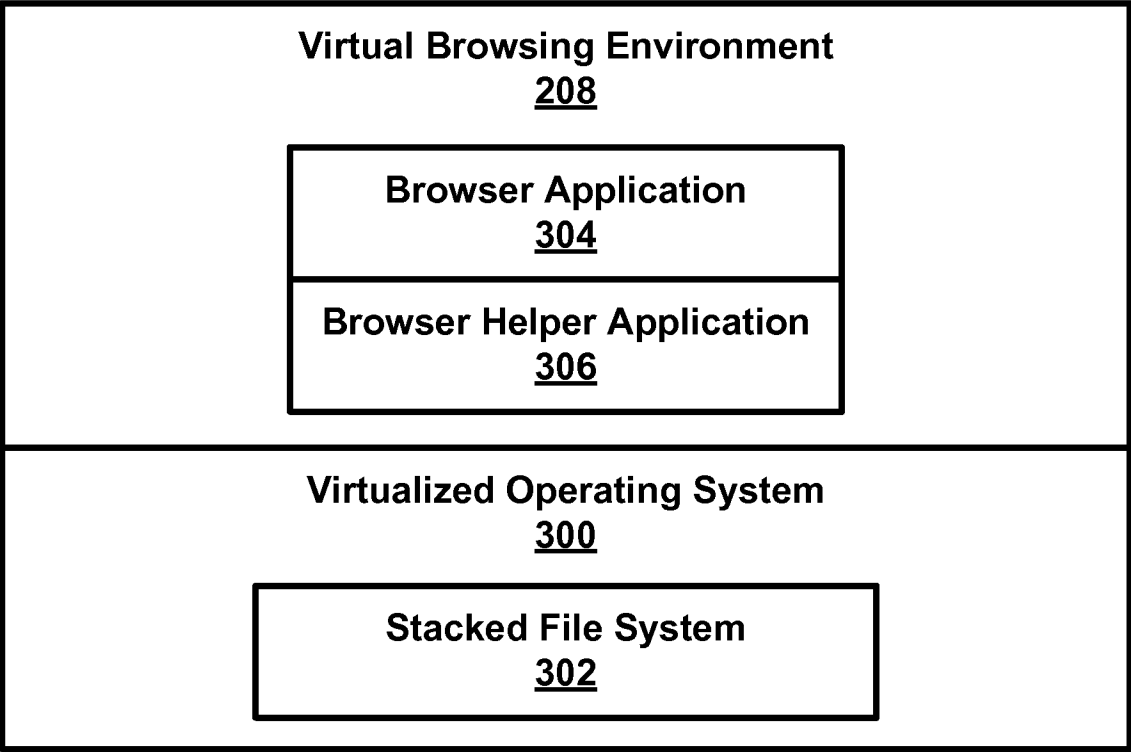 Virtual Browsing Environment
208
Browser Application
304
Browser Helper Application
306
Virtualized Operating System
300
Stacked File System
302